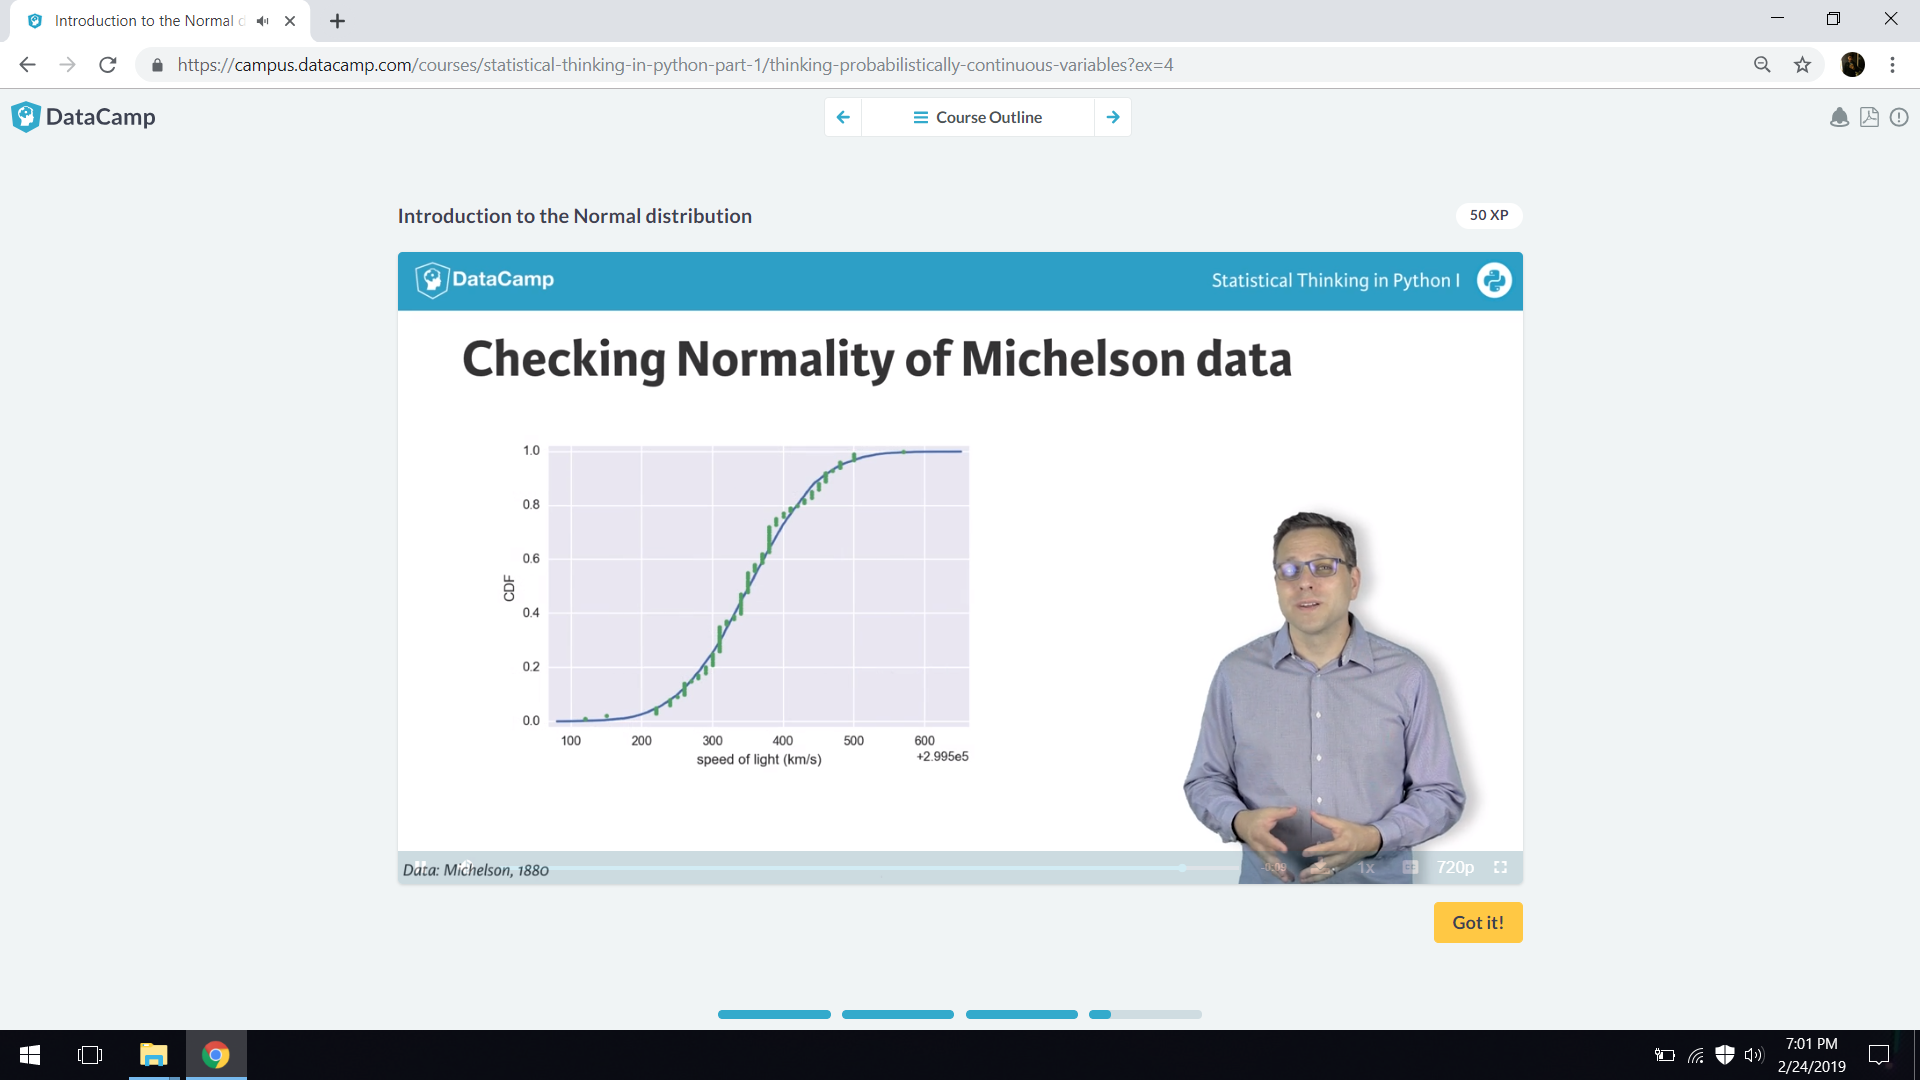 Introduction to the Normal d
https://campus.datacamp.com/courses/statistical-thinking-in-python-part-1/thinking-probabilistically-continuous-variables?ex=4
DataCamp
Course Outline
Introduction to the Normal distribution
50 XP
DataCamp
Statistical Thinking in Python I
Checking Normality of Michelson data
1.0
0.8
0.6
0.4
0.2
0.0
CDF
100 200 300 400 500 600
+2.995e5
speed of light (km/s)
Data: Michelson, 1880
-0:09
1x
720p
Got it!
7:01 PM
2/24/2019